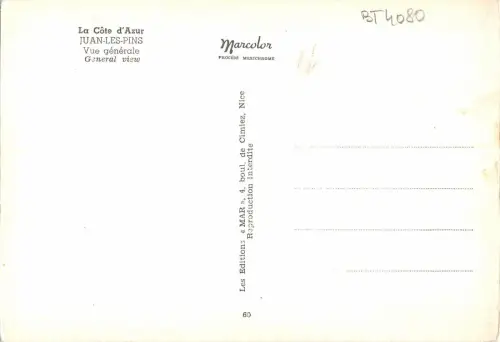 La Côte d'Azur
JUAN-LES-PINS
Vue générale
General view
Marcolor
PROCÉDÉ MARICHROME
BT4080
Les Editions « MAR », 4, boul. de Cimiez, Nice
Reproduction Interdite
60